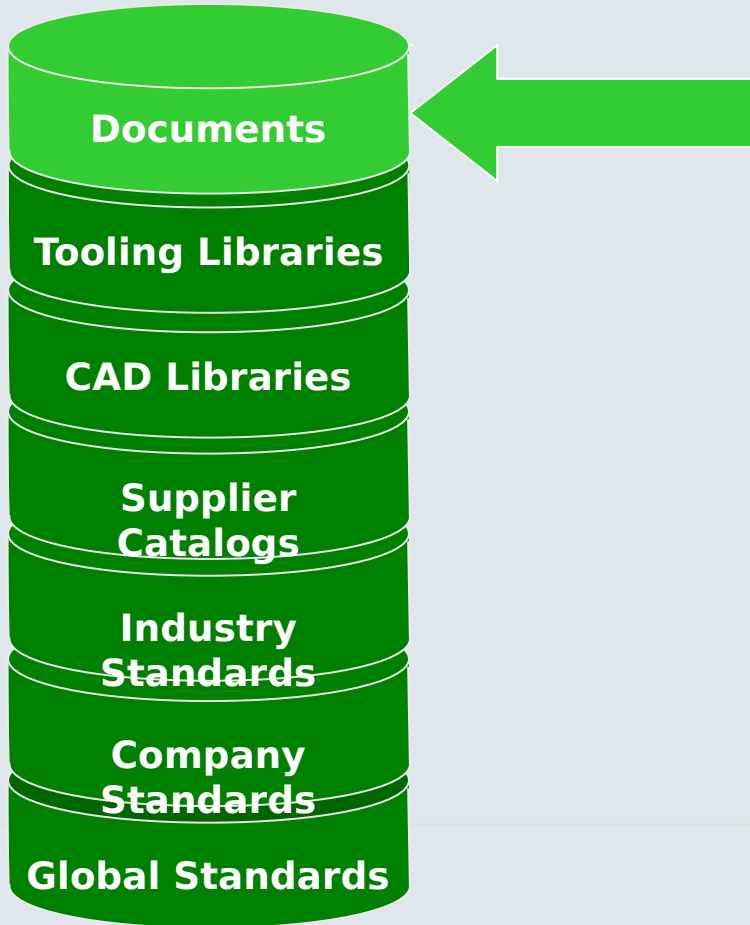 Documents
Tooling Libraries
CAD Libraries
Supplier
Catalogs
Industry
Standards
Company
Standards
Global Standards